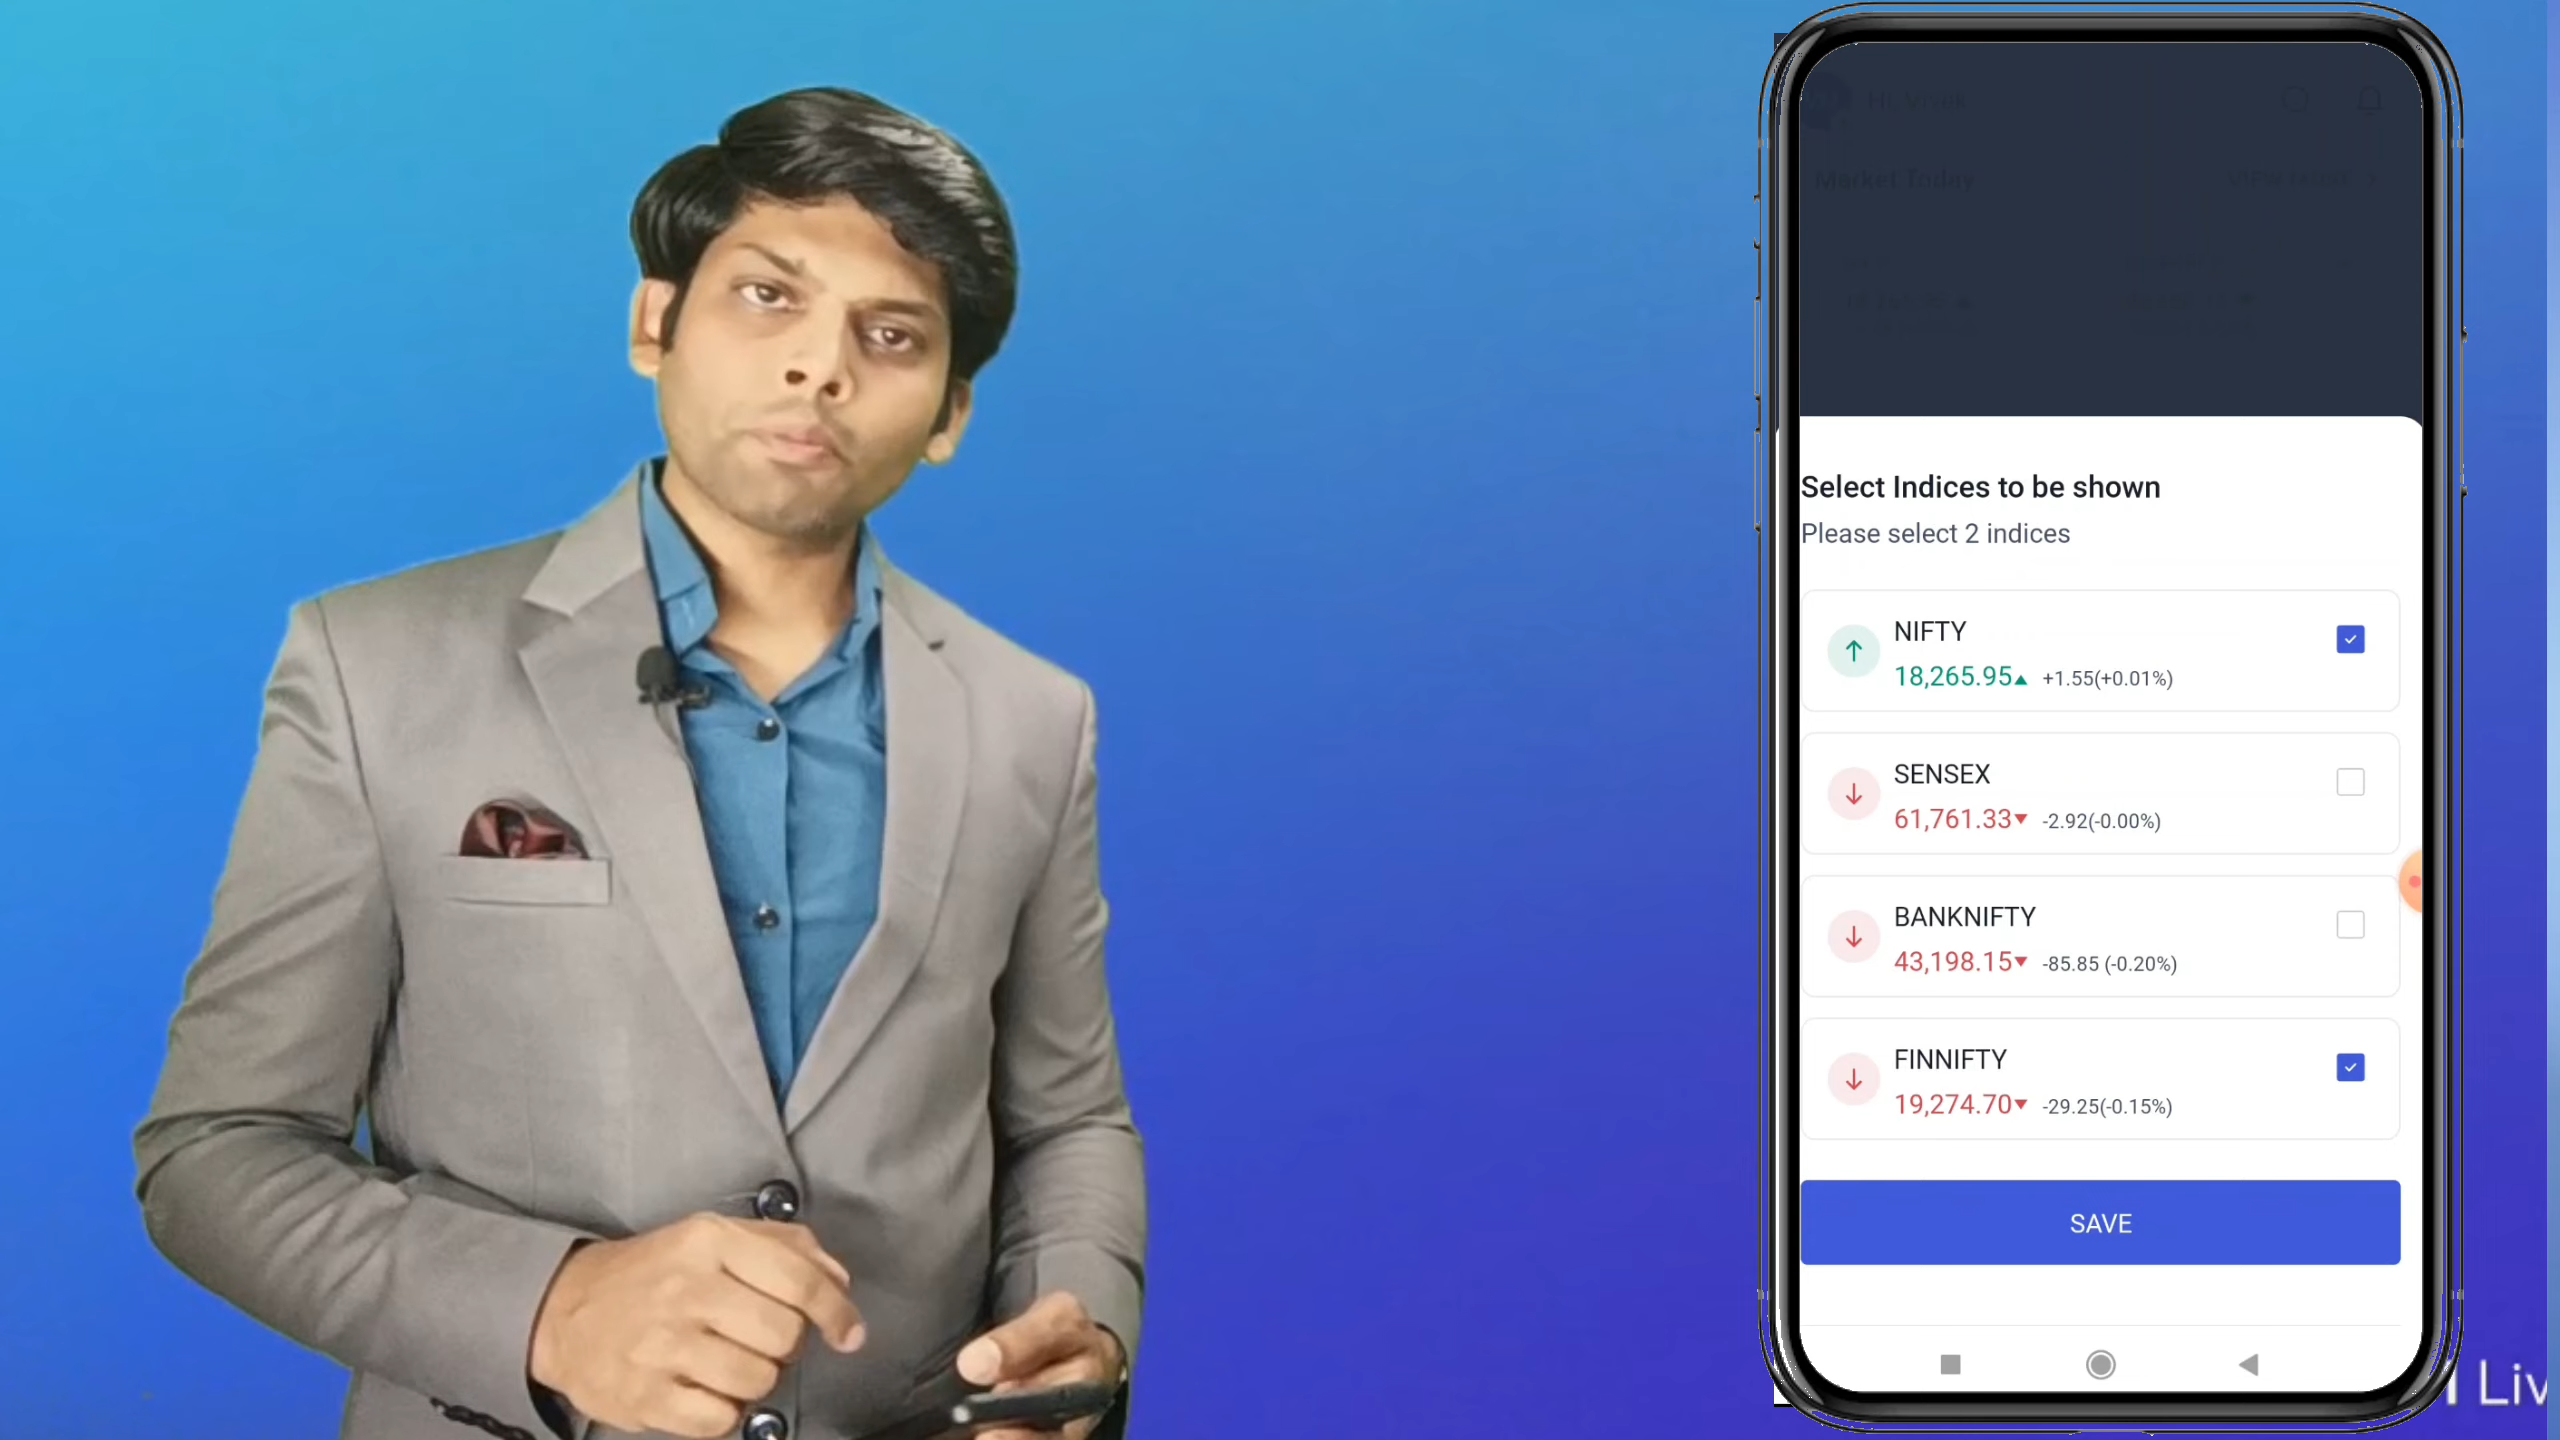 Market Today
Select Indices to be shown
Please select 2 indices
NIFTY
18,265.95▲ +1.55(+0.01%)
SENSEX
61,761.33▼ -2.92(-0.00%)
BANKNIFTY
43,198.15▼ -85.85 (-0.20%)
FINNIFTY
19,274.70▼ -29.25(-0.15%)
SAVE